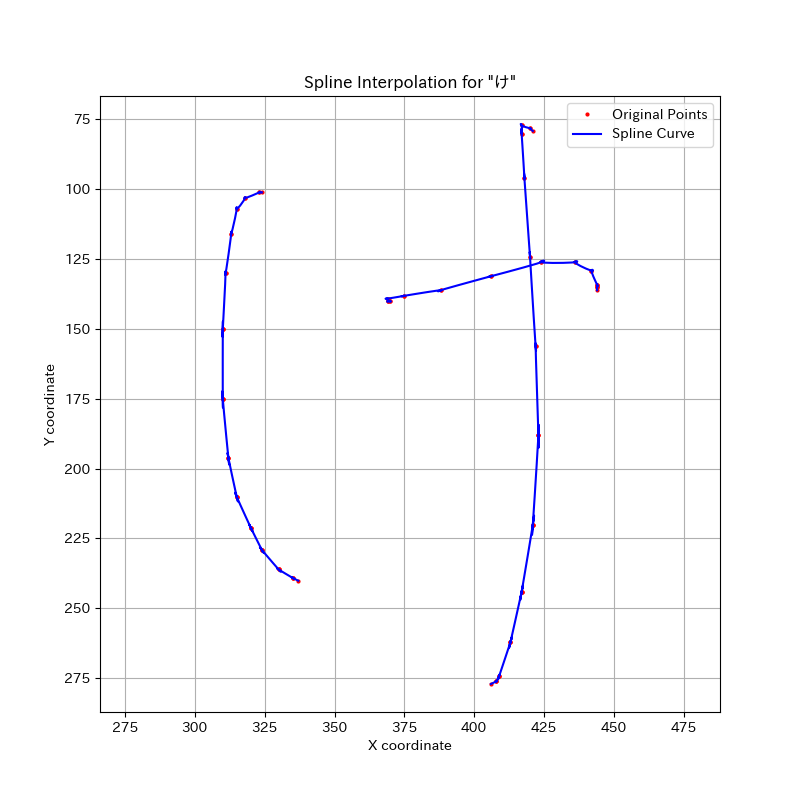 Spline Interpolation for "け"
Original Points
Spline Curve
75
100
125
150
175
200
225
250
275
Y coordinate
け
275 300 325 350 375 400 425 450 475
X coordinate